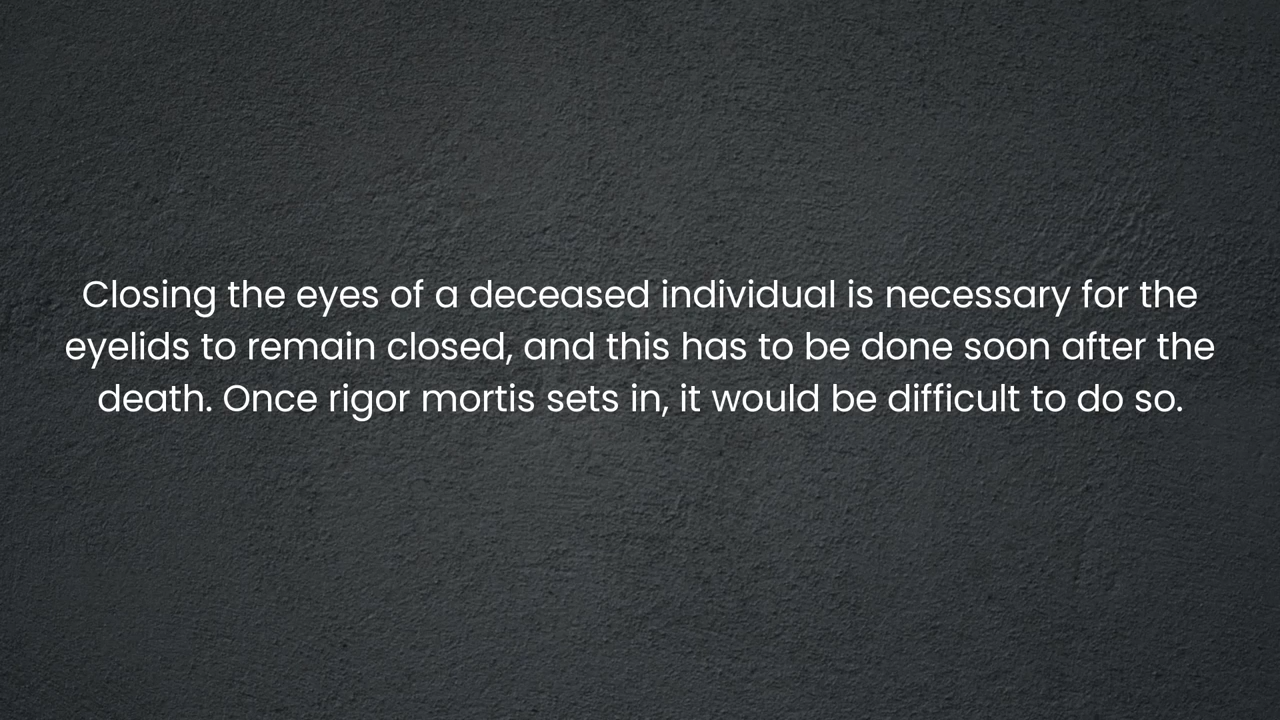 Closing the eyes of a deceased individual is necessary for the
eyelids to remain closed, and this has to be done soon after the
death. Once rigor mortis sets in, it would be difficult to do so.